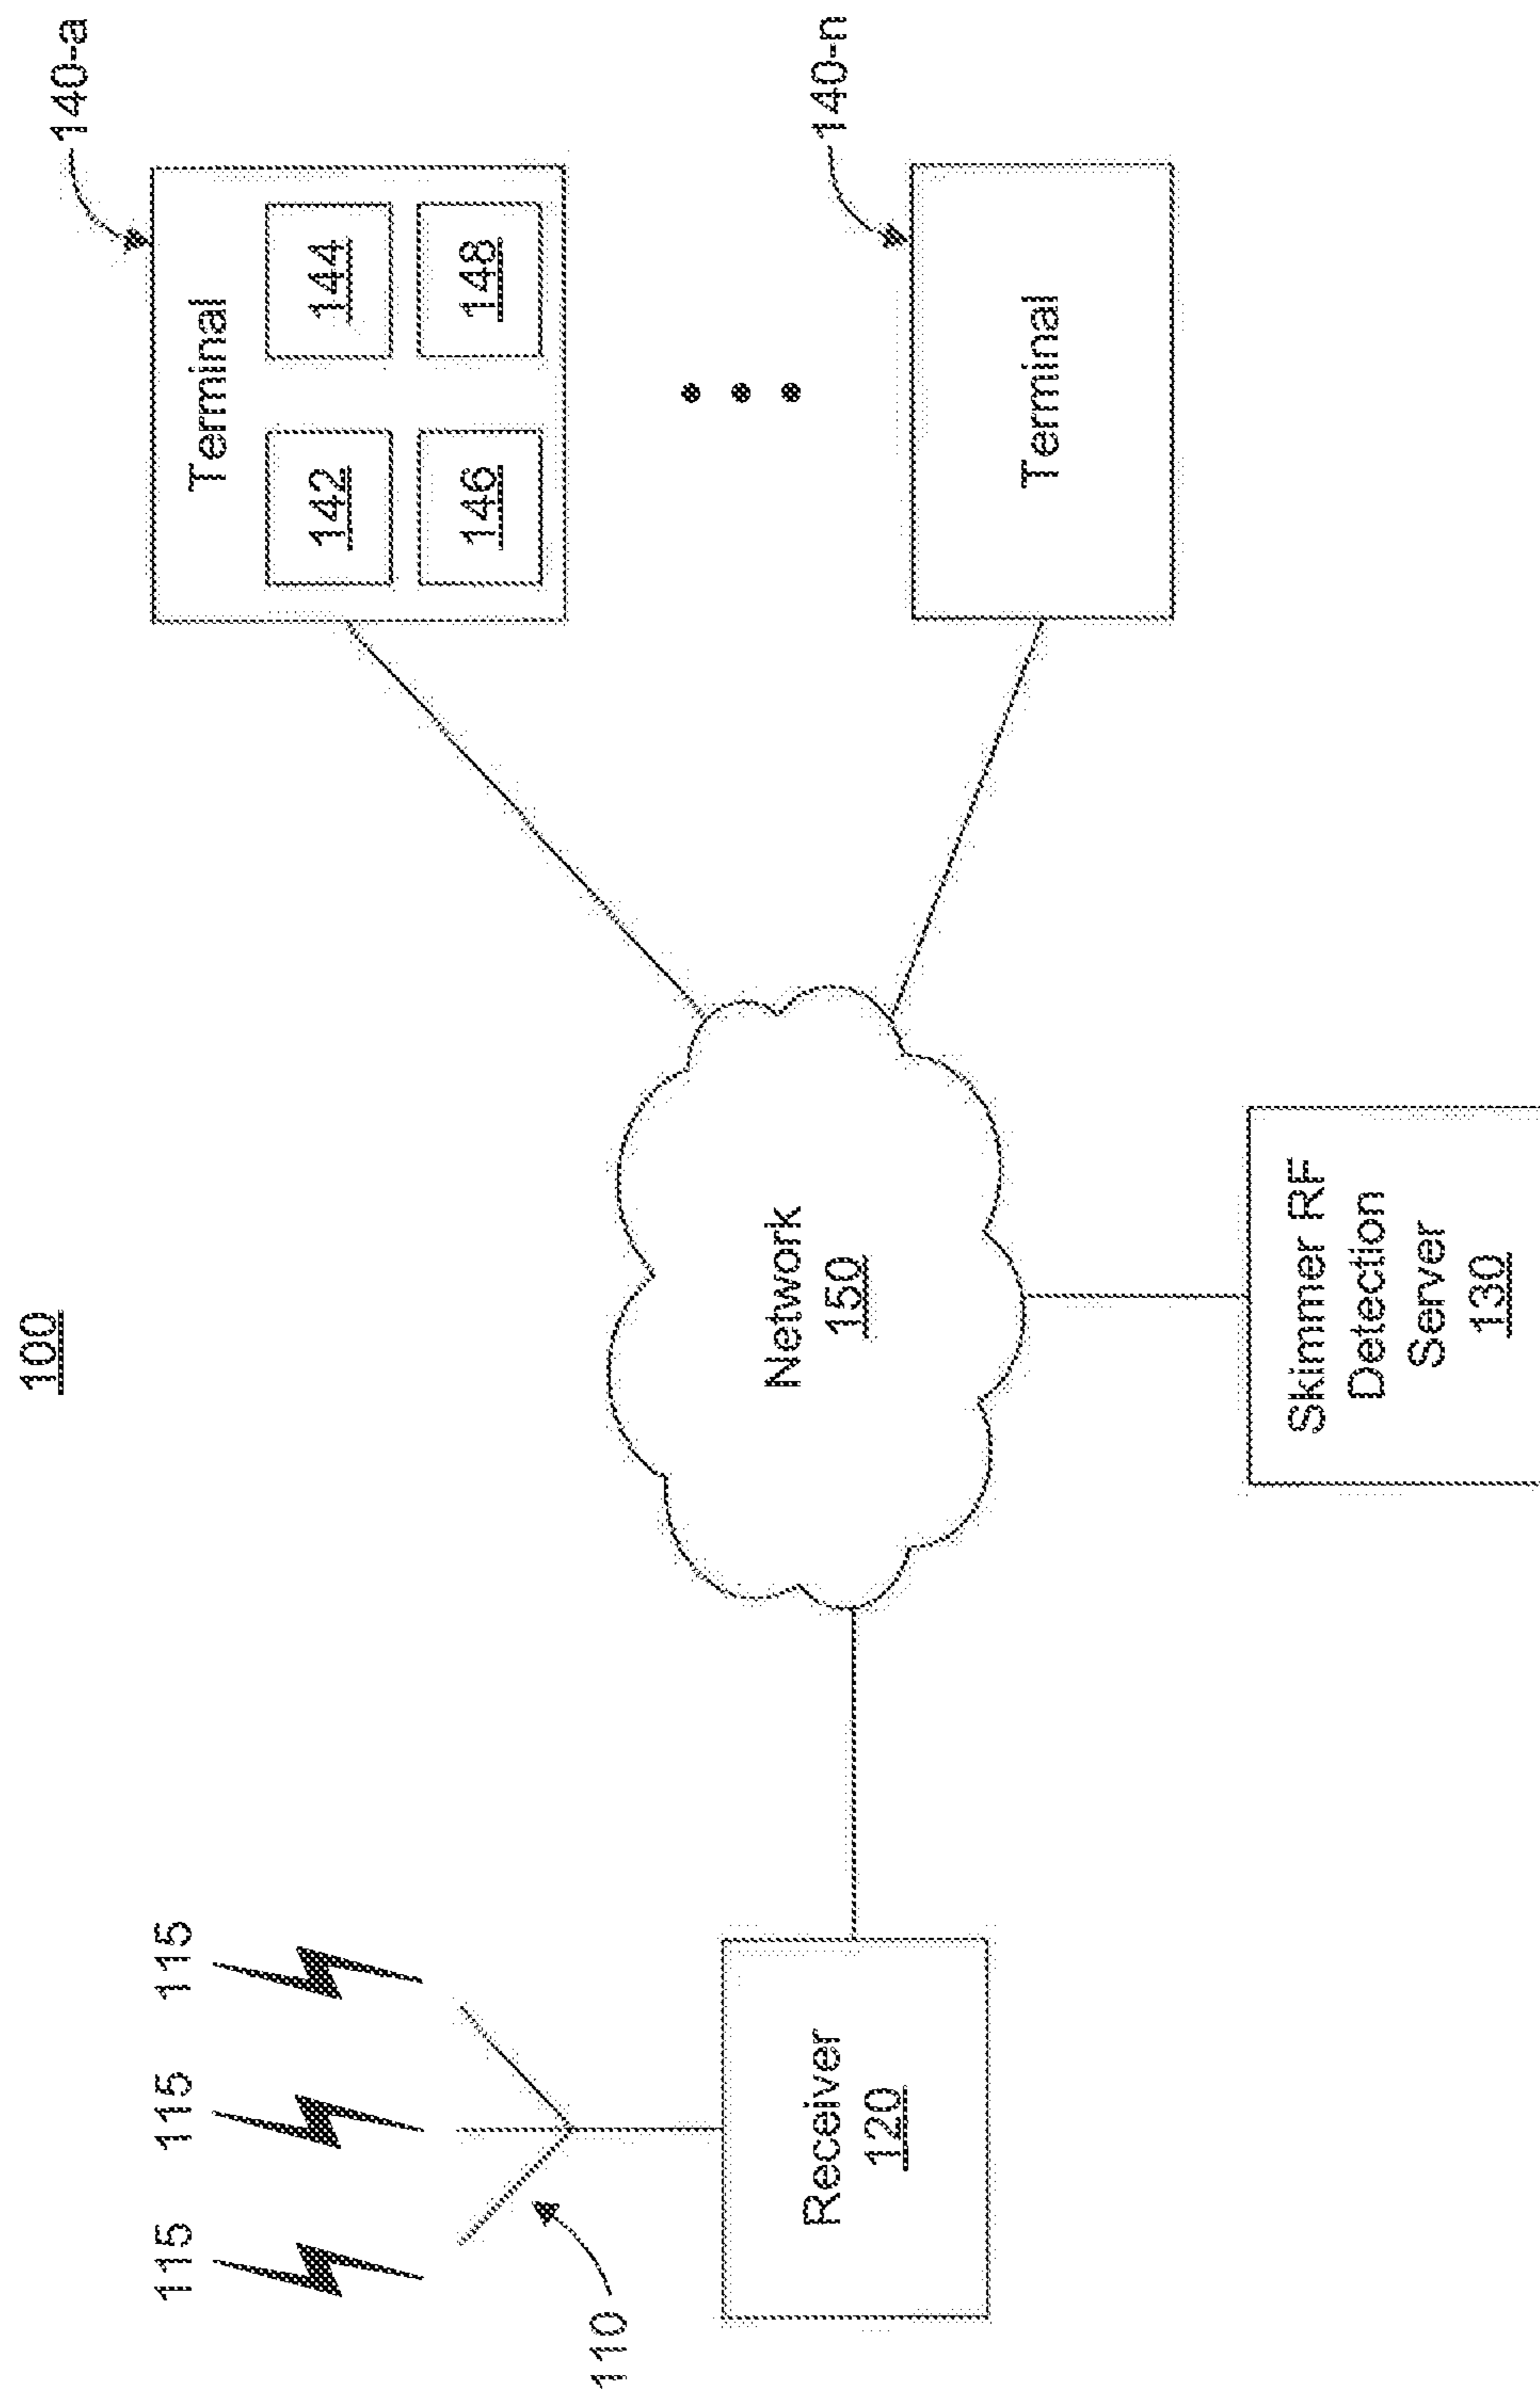 100
115
115
115
110
Receiver
120
Network
150
Skimmer RF
Detection
Server
130
140-a
Terminal
142
144
146
148
140-n
Terminal